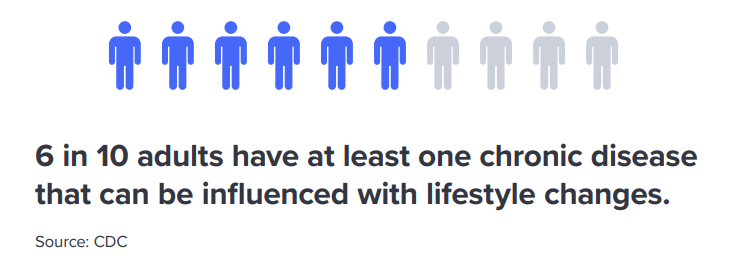 6 in 10 adults have at least one chronic disease
that can be influenced with lifestyle changes.
Source: CDC